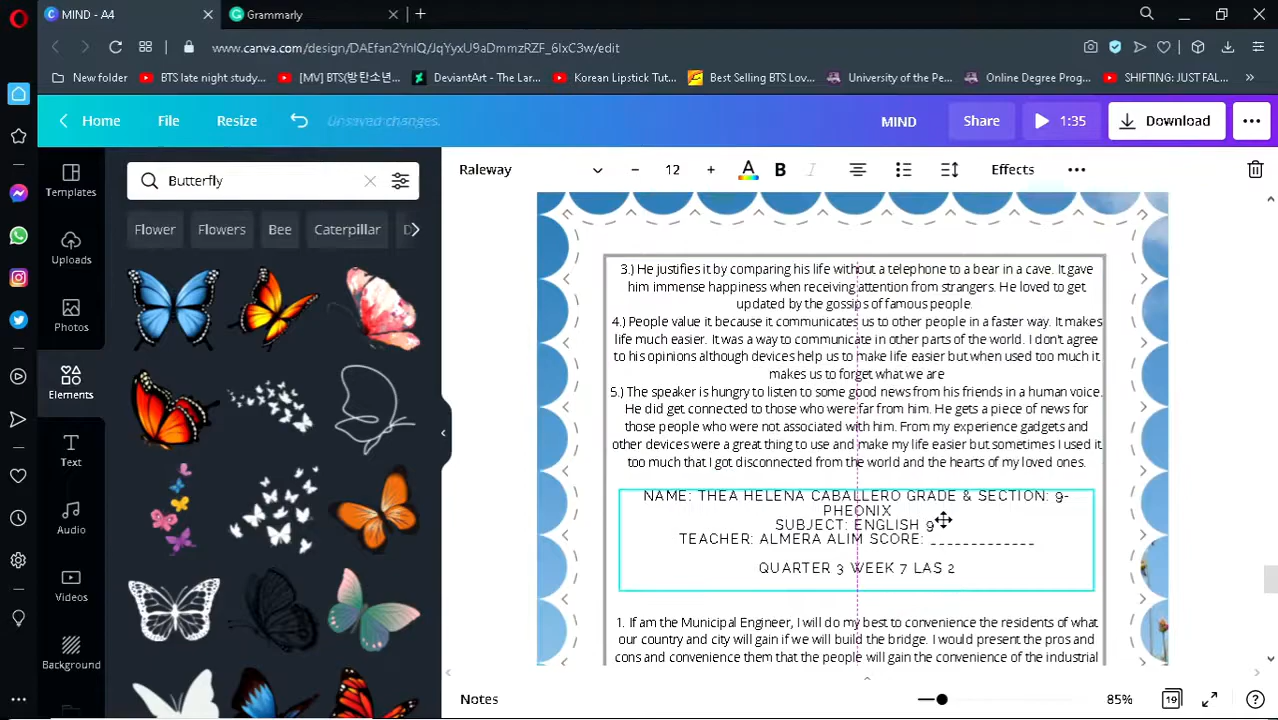 MIND - A4
Grammarly
www.canva.com/design/DAEfan2YnIQ/JqYyxU9aDmmzRZF_6IxC3w/edit
New folder
BTS late night study...
[MV] BTS(방탄소년...
DeviantArt - The Lar...
Korean Lipstick Tut...
Best Selling BTS Lov...
University of the Pe...
Online Degree Prog...
SHIFTING: JUST FAL...
Home
File
Resize
Unsaved changes.
MIND
Share
1:35
Download
Templates
Uploads
Photos
Elements
Text
Audio
Videos
Background
Butterfly
Flower
Flowers
Bee
Caterpillar
Raleway
12
A
B
I
Effects
3.) He justifies it by comparing his life without a telephone to a bear in a cave. It gave
him immense happiness when receiving attention from strangers. He loved to get
updated by the gossips of famous people.
4.) People value it because it communicates us to other people in a faster way. It makes
life much easier. It was a way to communicate in other parts of the world. I don't agree
to his opinions although devices help us to make life easier but when used too much it
makes us to forget what we are
5.) The speaker is hungry to listen to some good news from his friends in a human voice.
He did get connected to those who were far from him. He gets a piece of news for
those people who were not associated with him. From my experience gadgets and
other devices were a great thing to use and make my life easier but sometimes I used it
too much that I got disconnected from the world and the hearts of my loved ones.
NAME: THEA HELENA CABALLERO GRADE & SECTION: 9-
PHEONIX
SUBJECT: ENGLISH 9
TEACHER: ALMERA ALIM SCORE: _____________
QUARTER 3 WEEK 7 LAS 2
1. If am the Municipal Engineer, I will do my best to convenience the residents of what
our country and city will gain if we will build the bridge. I would present the pros and
cons and convenience them that the people will gain the convenience of the industrial
Notes
85%
19